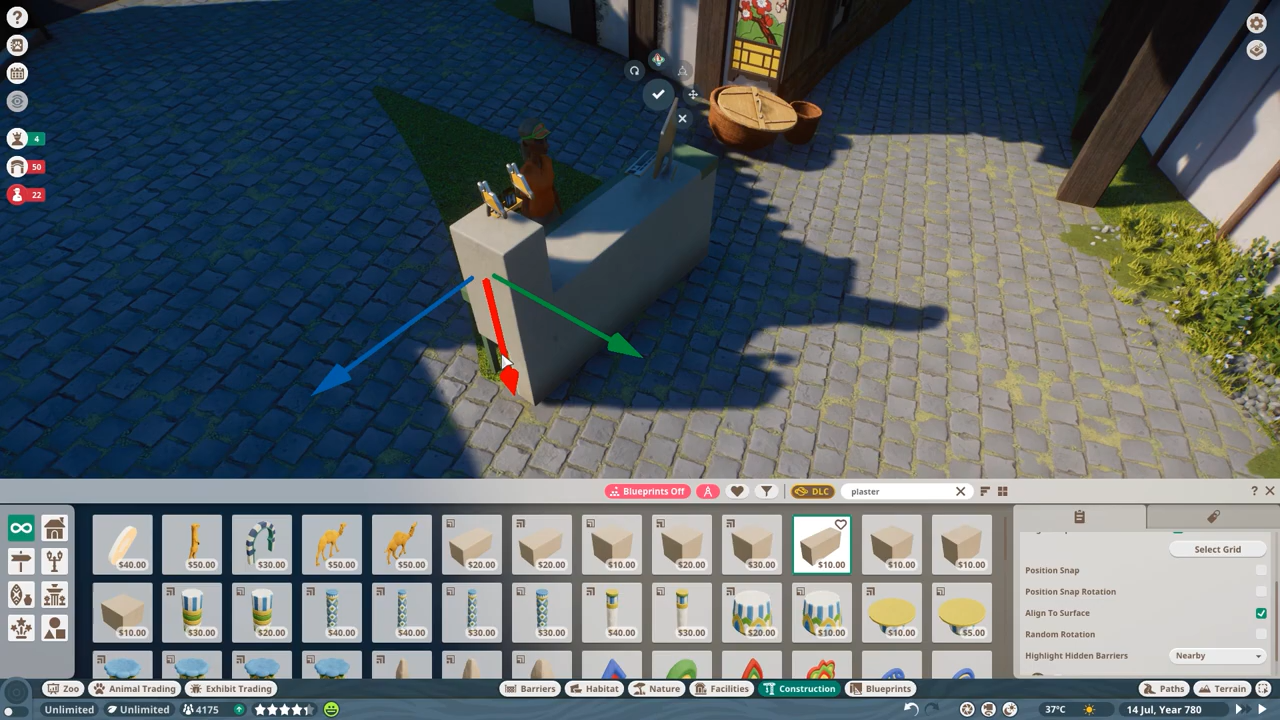 4
50
22
Blueprints Off
DLC
plaster
$40.00
$50.00
$30.00
$50.00
$50.00
$20.00
$20.00
$10.00
$20.00
$30.00
$10.00
$10.00
$10.00
$10.00
$30.00
$20.00
$40.00
$40.00
$30.00
$30.00
$40.00
$30.00
$20.00
$10.00
$10.00
$5.00
Select Grid
Position Snap
Position Snap Rotation
Align To Surface
Random Rotation
Highlight Hidden Barriers
Nearby
Zoo
Animal Trading
Exhibit Trading
Barriers
Habitat
Nature
Facilities
Construction
Blueprints
Paths
Terrain
Unlimited
Unlimited
4175
37°C
14 Jul, Year 780